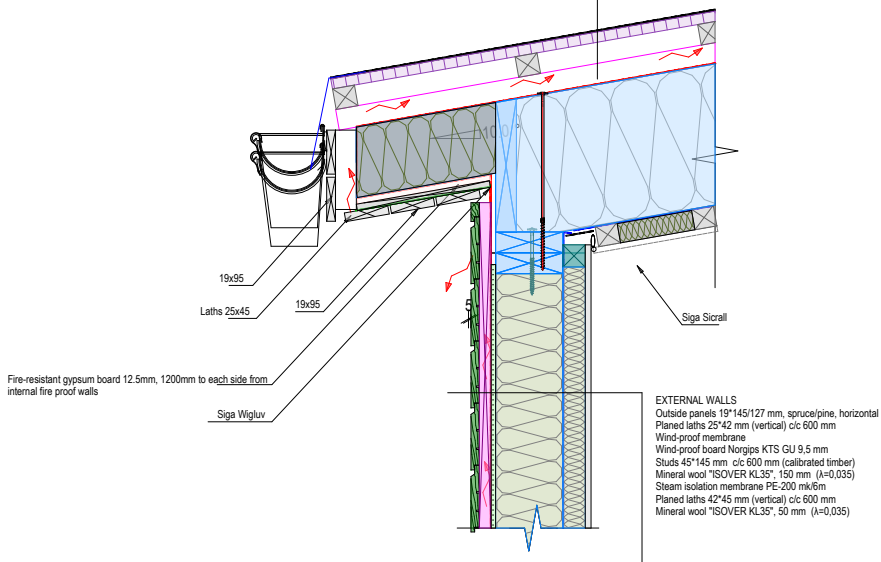 19x95
Laths 25x45
19x95
Siga Sicrall
Fire-resistant gypsum board 12.5mm, 1200mm to each side from
internal fire proof walls
Siga Wigluv
EXTERNAL WALLS
Outside panels 19*145/127 mm, spruce/pine, horizontal
Planed laths 25*42 mm (vertical) c/c 600 mm
Wind-proof membrane
Wind-proof board Norgips KTS GU 9,5 mm
Studs 45*145 mm c/c 600 mm (calibrated timber)
Mineral wool "ISOVER KL35", 150 mm (λ=0,035)
Steam isolation membrane PE-200 mk/6m
Planed laths 42*45 mm (vertical) c/c 600 mm
Mineral wool "ISOVER KL35", 50 mm (λ=0,035)